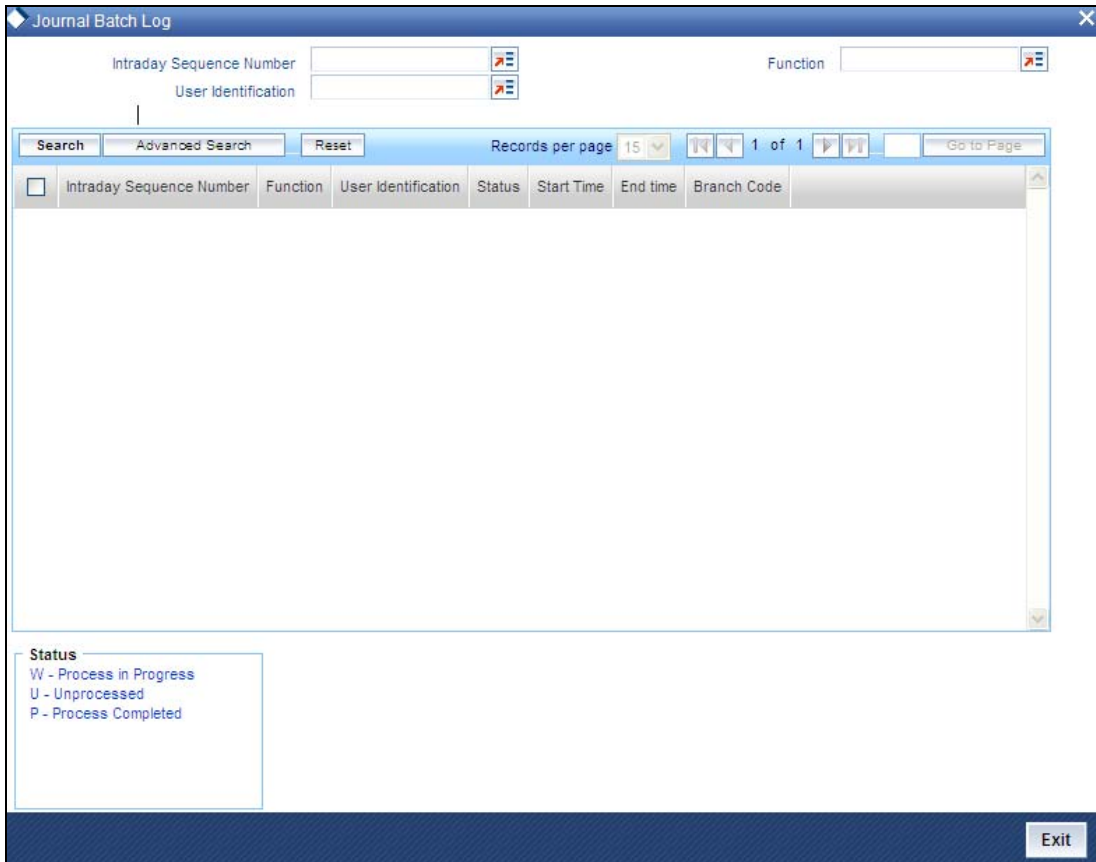 Journal Batch Log
Intraday Sequence Number
Function
User Identification
Search Advanced Search Reset Records per page 15 1 of 1 Go to Page
Intraday Sequence Number Function User Identification Status Start Time End time Branch Code
Status
W - Process in Progress
U - Unprocessed
P - Process Completed
Exit